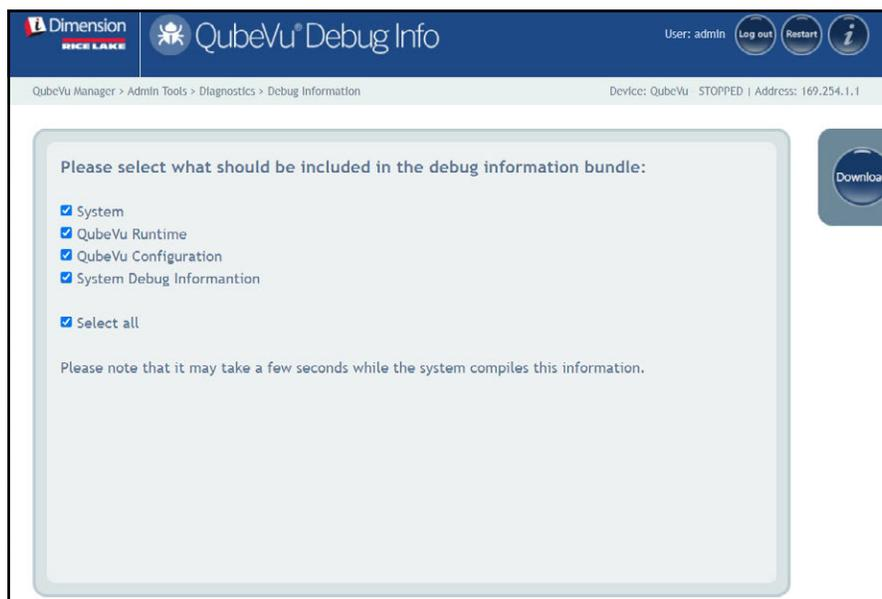 iDimension
RICE LAKE
QubeVu® Debug Info
User: admin
Log out
Restart
i
QubeVu Manager > Admin Tools > Diagnostics > Debug Information
Device: QubeVu STOPPED | Address: 169.254.1.1
Please select what should be included in the debug information bundle:
Downloa
System
QubeVu Runtime
QubeVu Configuration
System Debug Informantion
Select all
Please note that it may take a few seconds while the system compiles this information.